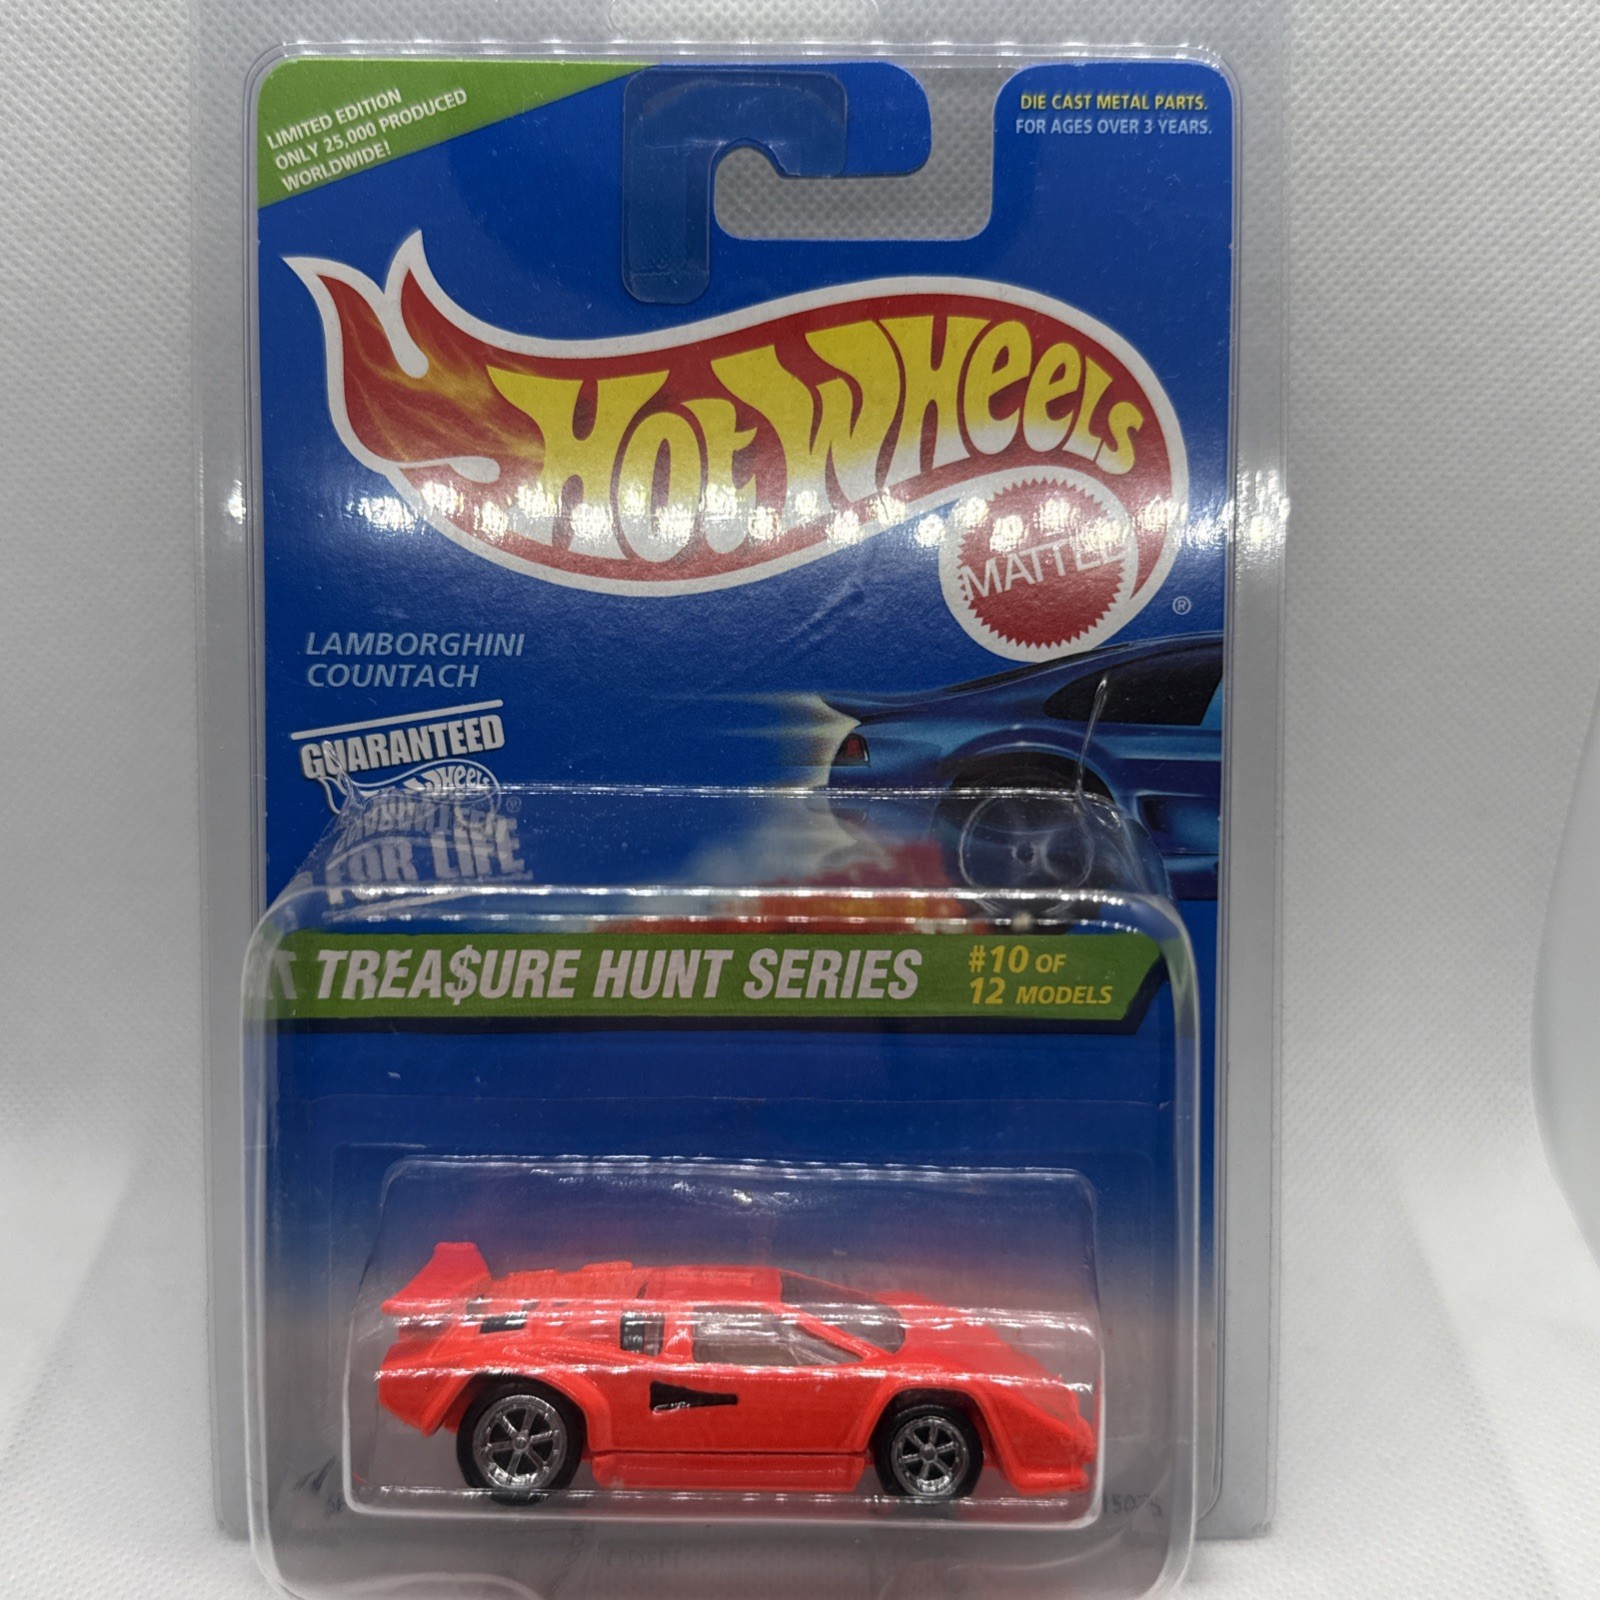 LIMITED EDITION
ONLY 25,000 PRODUCED
WORLDWIDE!
DIE CAST METAL PARTS.
FOR AGES OVER 3 YEARS.
HOT WHEELS
MATTEL
®
LAMBORGHINI
COUNTACH
GUARANTEED
HOT WHEELS ®
FOR LIFE
TREA$URE HUNT SERIES
#10 OF
12 MODELS